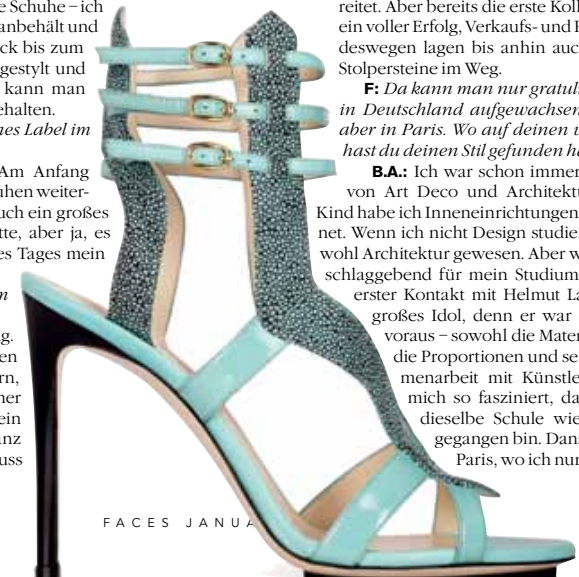 e Schuhe – ich
anbehält und
ck bis zum
gestylt und
kann man
ehalten.
nes Label im
Am Anfang
uhen weiter-
uch ein großes
tte, aber ja, es
es Tages mein
n
g.
en
rn,
ner
ein
anz
uss
reitet. Aber bereits die erste Koll
ein voller Erfolg, Verkaufs- und P
deswegen lagen bis anhin auc
Stolpersteine im Weg.
F: Da kann man nur gratul
in Deutschland aufgewachsen
aber in Paris. Wo auf deinen u
hast du deinen Stil gefunden ha
B.A.: Ich war schon immer
von Art Deco und Architektu
Kind habe ich Inneneinrichtungen
net. Wenn ich nicht Design studier
wohl Architektur gewesen. Aber w
schlaggebend für mein Studium
erster Kontakt mit Helmut La
großes Idol, denn er war
voraus – sowohl die Mater
die Proportionen und se
menarbeit mit Künstle
mich so fasziniert, da
dieselbe Schule wie
gegangen bin. Dan
Paris, wo ich nun
FACES JANUA